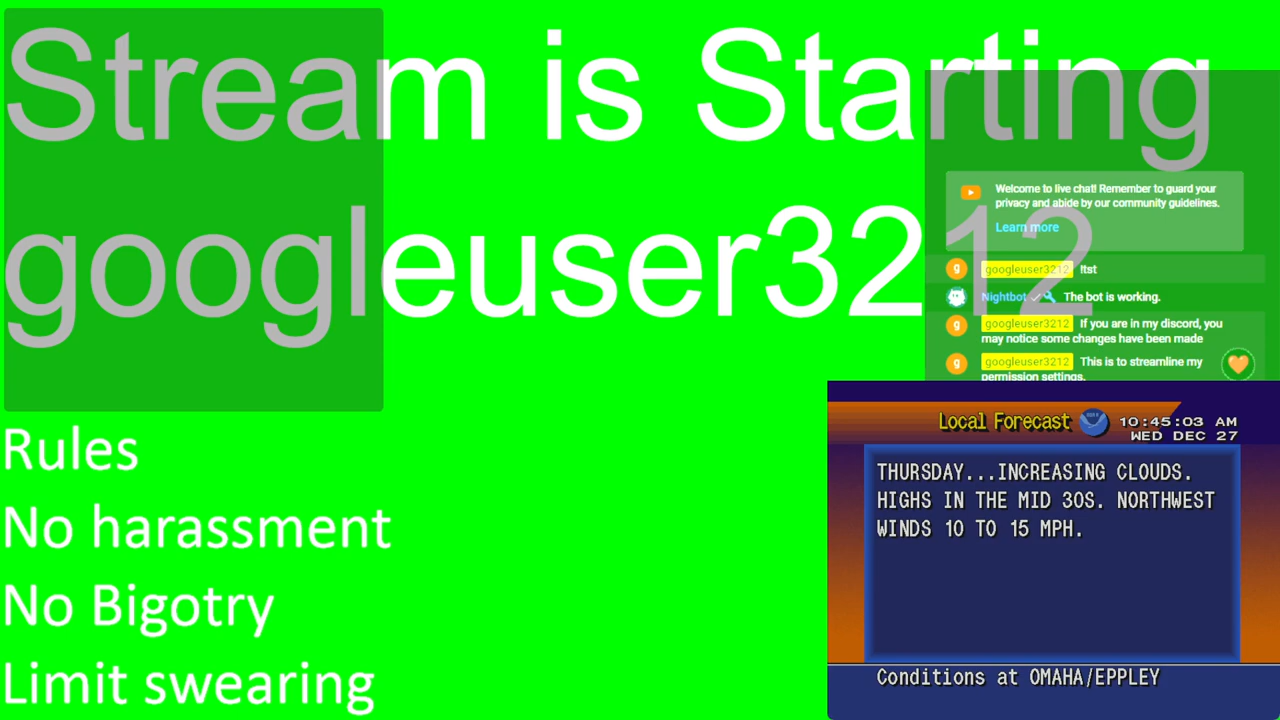 Stream is Starting
googleuser3212
Welcome to live chat! Remember to guard your
privacy and abide by our community guidelines.
Learn more
g googleuser3212 !tst
Nightbot The bot is working.
g googleuser3212 If you are in my discord, you
may notice some changes have been made
g googleuser3212 This is to streamline my
permission settings.
Rules
No harassment
No Bigotry
Limit swearing
Local Forecast
10:45:03 AM
WED DEC 27
THURSDAY...INCREASING CLOUDS.
HIGHS IN THE MID 30S. NORTHWEST
WINDS 10 TO 15 MPH.
Conditions at OMAHA/EPPLEY